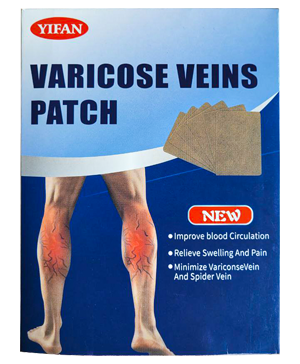 YIFAN
VARICOSE VEINS
PATCH
NEW
Improve blood Circulation
Relieve Swelling And Pain
Minimize VariconseVein
And Spider Vein